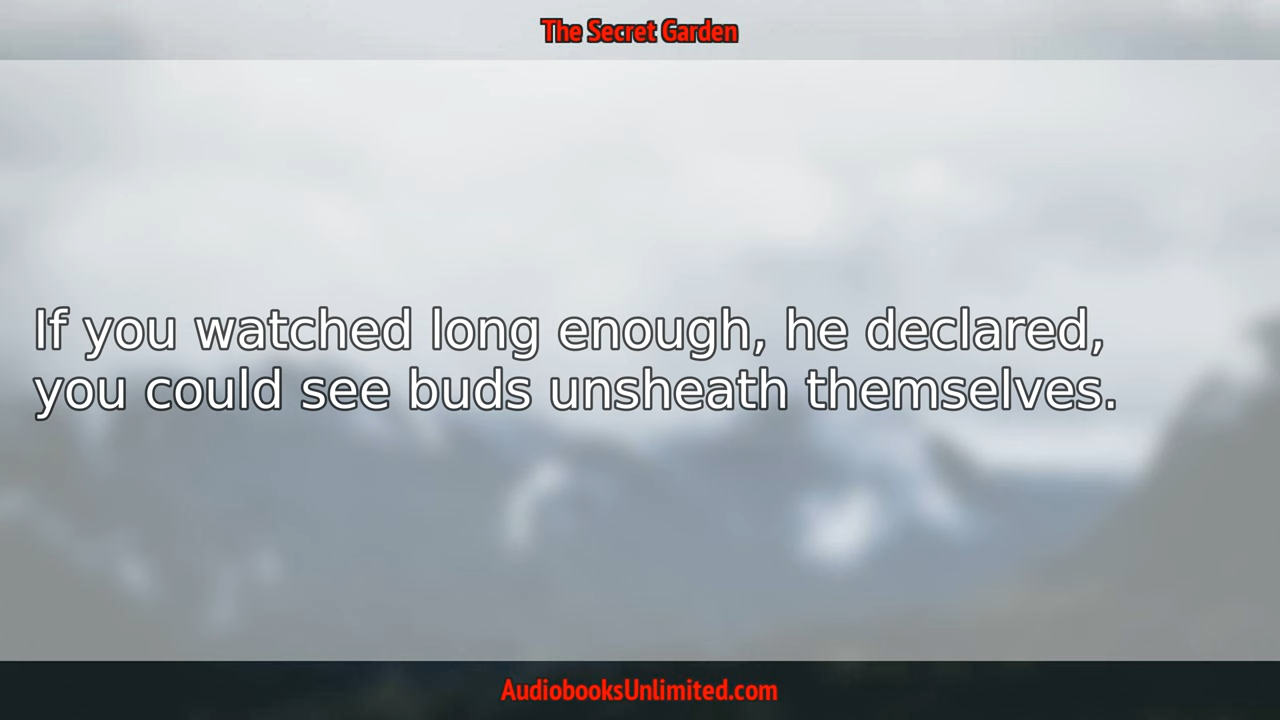 The Secret Garden
If you watched long enough, he declared,
you could see buds unsheath themselves.
AudiobooksUnlimited.com